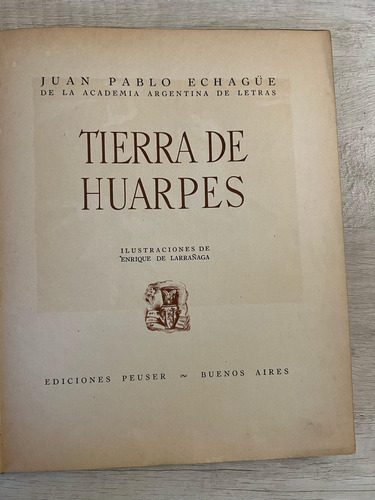 JUAN PABLO ECHAGÜE
DE LA ACADEMIA ARGENTINA DE LETRAS
TIERRA DE
HUARPES
ILUSTRACIONES DE
ENRIQUE DE LARRAÑAGA
EDICIONES PEUSER ~ BUENOS AIRES